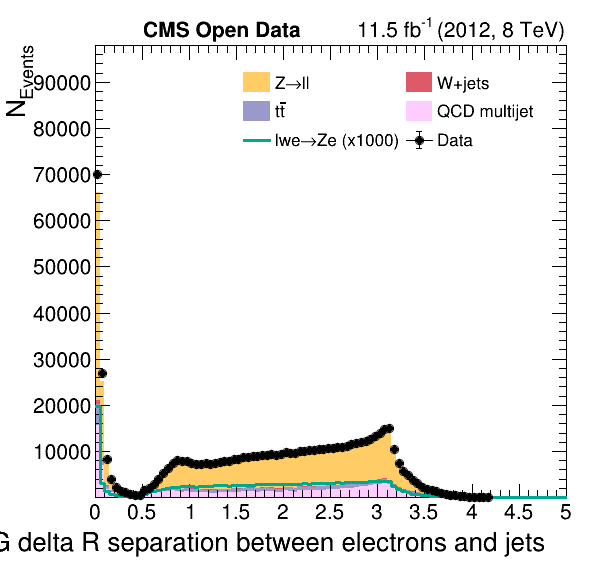 CMS Open Data 11.5 fb⁻¹ (2012, 8 TeV)
N_Events
Z→ll W+jets
tt̄ QCD multijet
lwe→Ze (x1000) Data
90000
80000
70000
60000
50000
40000
30000
20000
10000
0 0.5 1 1.5 2 2.5 3 3.5 4 4.5 5
G delta R separation between electrons and jets